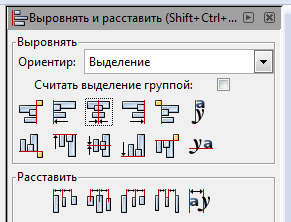 Выровнять и расставить (Shift+Ctrl+...
Выровнять
Ориентир: Выделение
Считать выделение группой:
Расставить